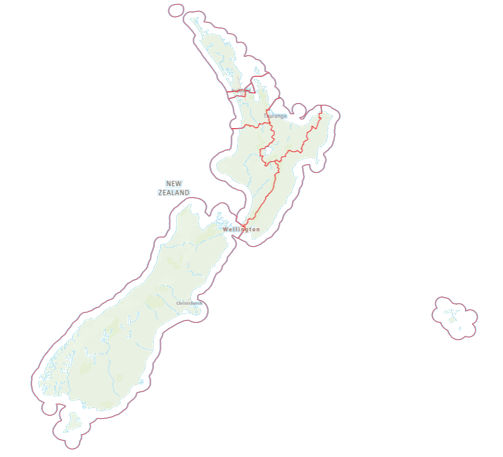 Tauranga
NEW
ZEALAND
Wellington
Christchurch